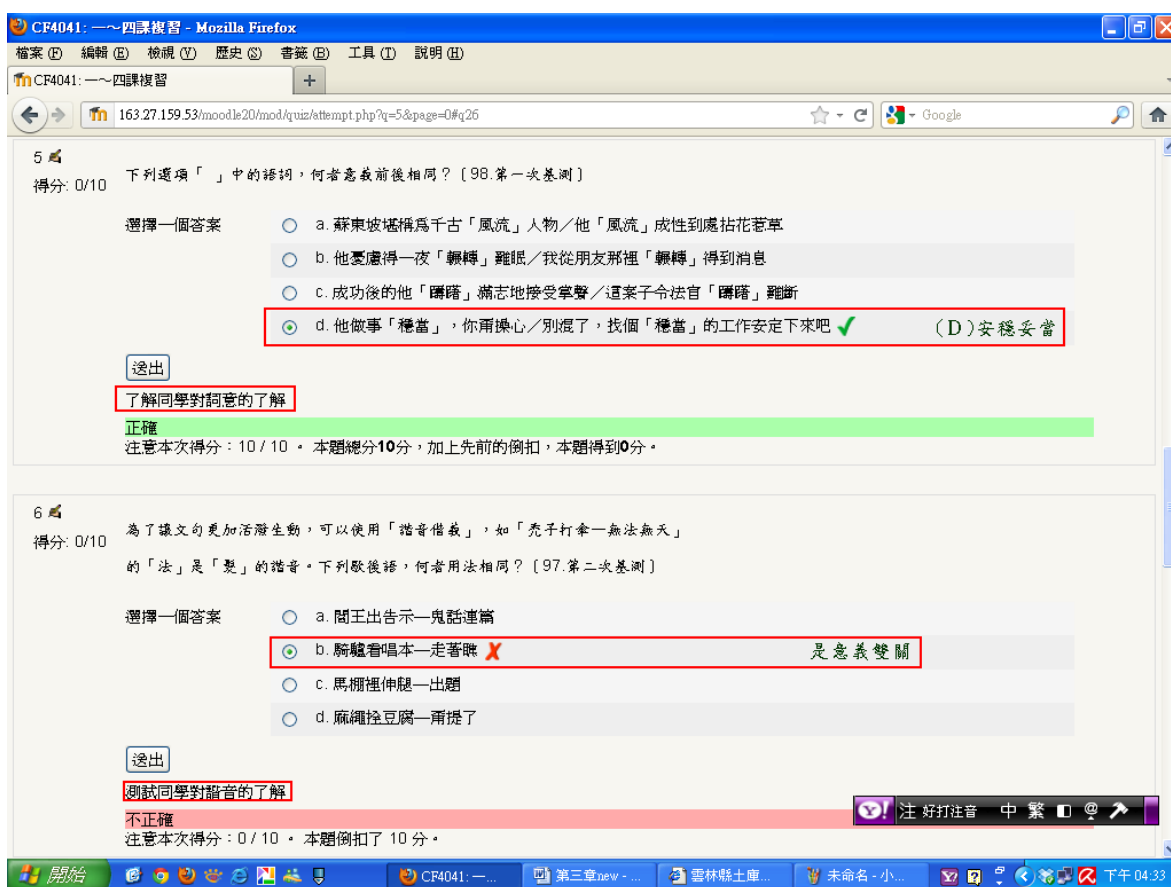 CF4041: 一～四課複習 - Mozilla Firefox
檔案(F) 編輯(E) 檢視(V) 歷史(S) 書籤(B) 工具(T) 說明(H)
CF4041: 一～四課複習 +
163.27.159.53/moodle20/mod/quiz/attempt.php?q=5&page=0#q26 Google
5
得分: 0/10
下列選項「 」中的語詞，何者意義前後相同？〔98.第一次基測〕
選擇一個答案
a. 蘇東坡堪稱為千古「風流」人物／他「風流」成性到處拈花惹草
b. 他憂慮得一夜「輾轉」難眠／我從朋友那裡「輾轉」得到消息
c. 成功後的他「躊躇」滿志地接受掌聲／這案子令法官「躊躇」難斷
d. 他做事「穩當」，你甭操心／別混了，找個「穩當」的工作安定下來吧 (D)安穩妥當
送出
了解同學對詞意的了解
正確
注意本次得分：10 / 10 。 本題總分10分，加上先前的倒扣，本題得到0分。
6
得分: 0/10
為了讓文句更加活潑生動，可以使用「諧音借義」，如「禿子打傘—無法無天」
的「法」是「髮」的諧音。下列歇後語，何者用法相同？〔97.第二次基測〕
選擇一個答案
a. 閻王出告示—鬼話連篇
b. 騎驢看唱本—走著瞧 是意義雙關
c. 馬棚裡伸腿—出題
d. 麻繩拴豆腐—甭提了
送出
測試同學對諧音的了解
不正確
注意本次得分：0 / 10 。 本題倒扣了 10 分。
Y! 注 好打注音 中 繁
開始 CF4041: 一... 第三章new - ... 雲林縣土庫... 未命名 - 小... 下午 04:33